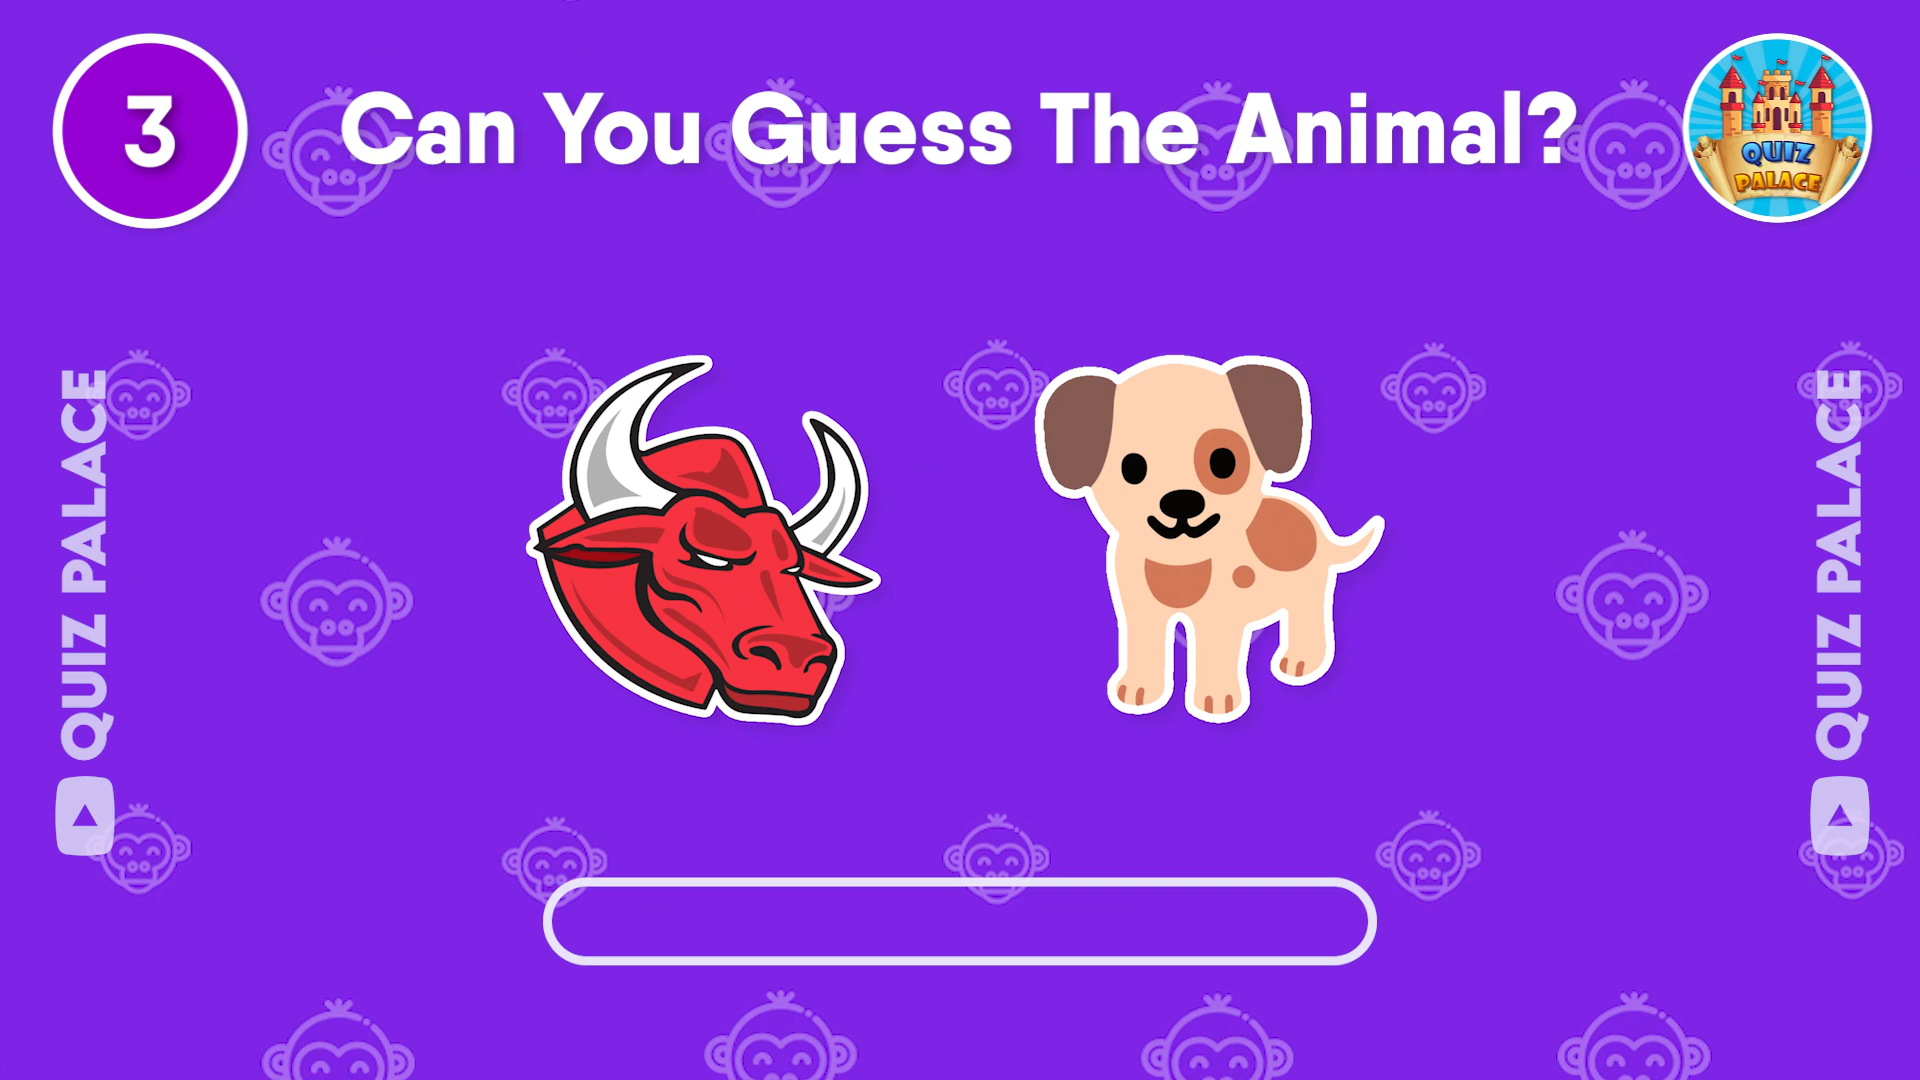 3
Can You Guess The Animal?
QUIZ
PALACE
QUIZ PALACE
QUIZ PALACE